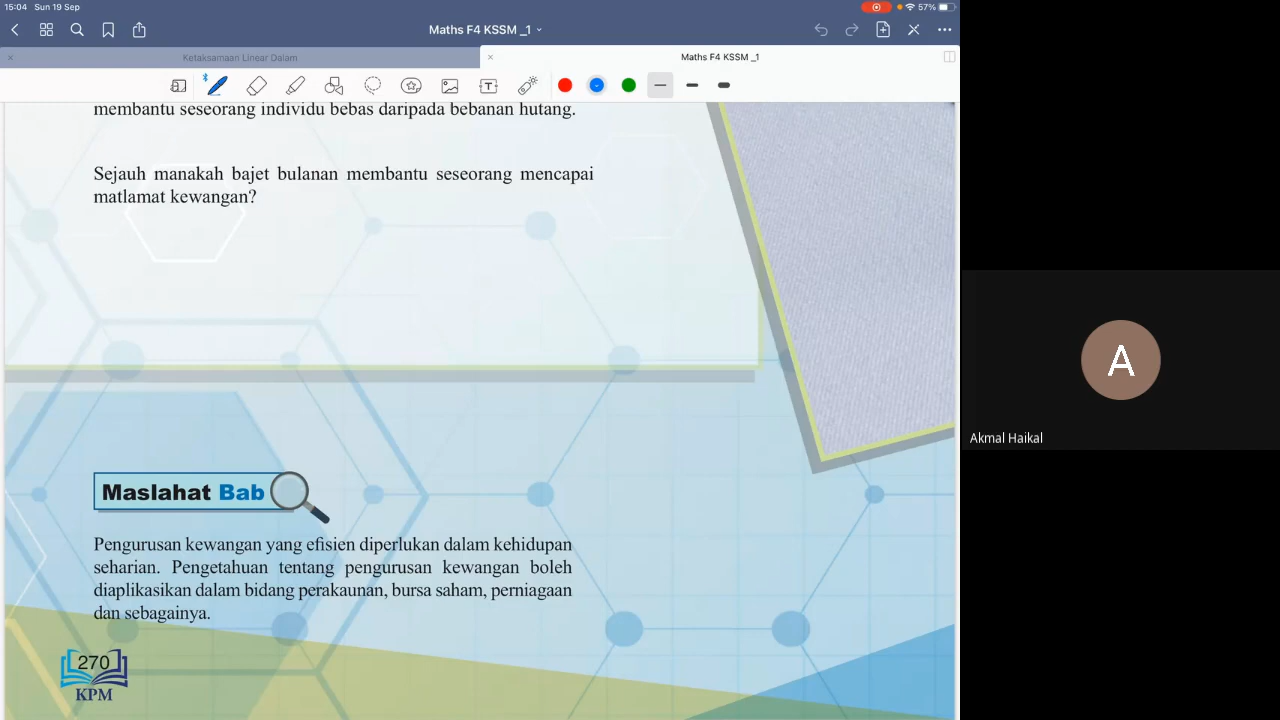 15:04 Sun 19 Sep
57%
Maths F4 KSSM _1
Ketaksamaan Linear Dalam
Maths F4 KSSM _1
membantu seseorang individu bebas daripada bebanan hutang.
Sejauh manakah bajet bulanan membantu seseorang mencapai
matlamat kewangan?
Maslahat Bab
Pengurusan kewangan yang efisien diperlukan dalam kehidupan
seharian. Pengetahuan tentang pengurusan kewangan boleh
diaplikasikan dalam bidang perakaunan, bursa saham, perniagaan
dan sebagainya.
270
KPM
A
Akmal Haikal